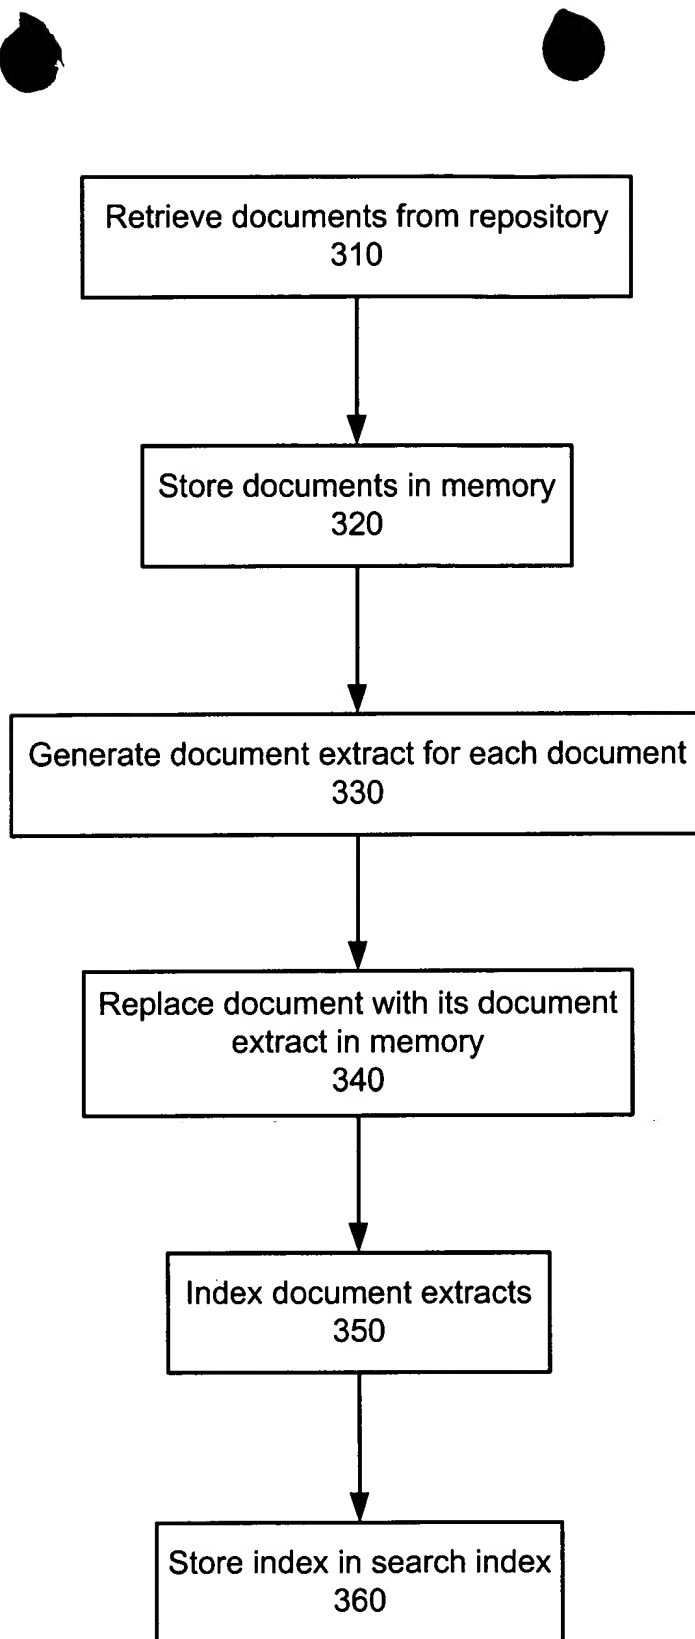 Retrieve documents from repository
310
Store documents in memory
320
Generate document extract for each document
330
Replace document with its document
extract in memory
340
Index document extracts
350
Store index in search index
360